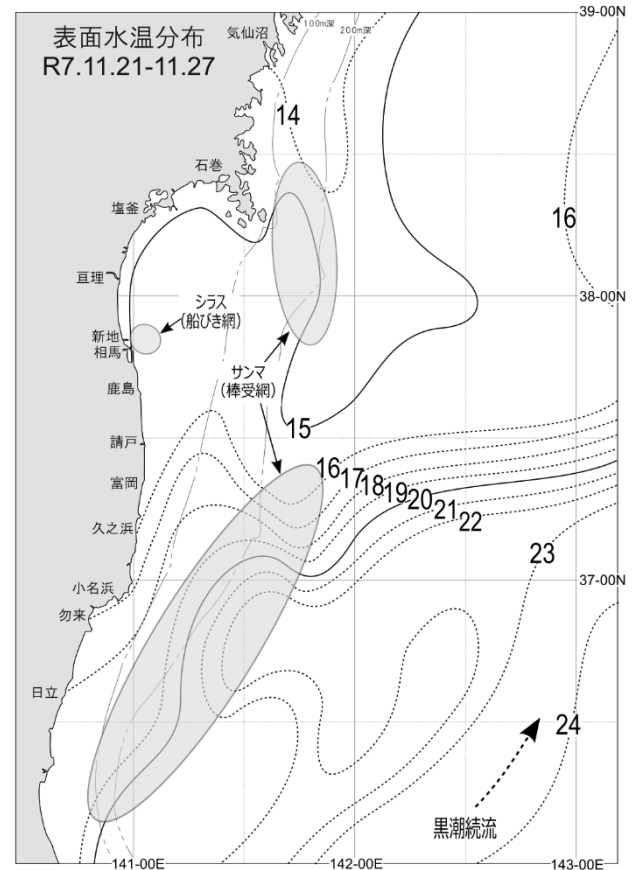 表面水温分布
R7.11.21-11.27
気仙沼
100m深
200m深
39-00N
14
石巻
塩釜
16
亘理
38-00N
シラス
(船びき網)
新地
相馬
サンマ
(棒受網)
鹿島
15
請戸
16
17
18
19
20
21
22
富岡
久之浜
23
37-00N
小名浜
勿来
日立
24
黒潮続流
141-00E
142-00E
143-00E